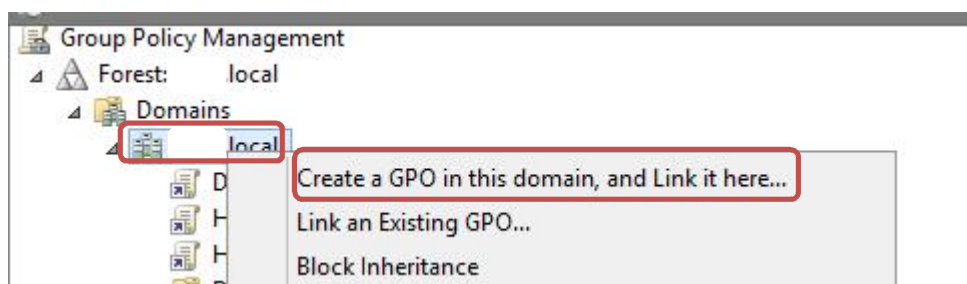 Group Policy Management
Forest: .local
Domains
local
Create a GPO in this domain, and Link it here...
Link an Existing GPO...
Block Inheritance